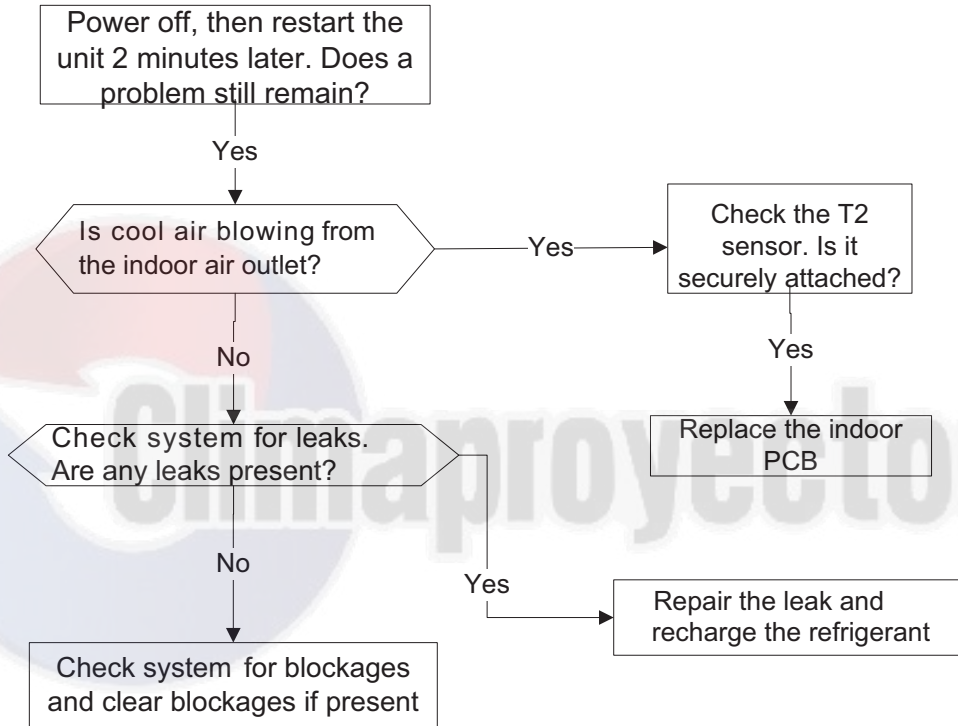 Power off, then restart the
unit 2 minutes later. Does a
problem still remain?
Yes
Is cool air blowing from
the indoor air outlet?
Yes
Check the T2
sensor. Is it
securely attached?
No
Yes
Check system for leaks.
Are any leaks present?
Replace the indoor
PCB
Climaproyecto
No
Yes
Repair the leak and
recharge the refrigerant
Check system for blockages
and clear blockages if present